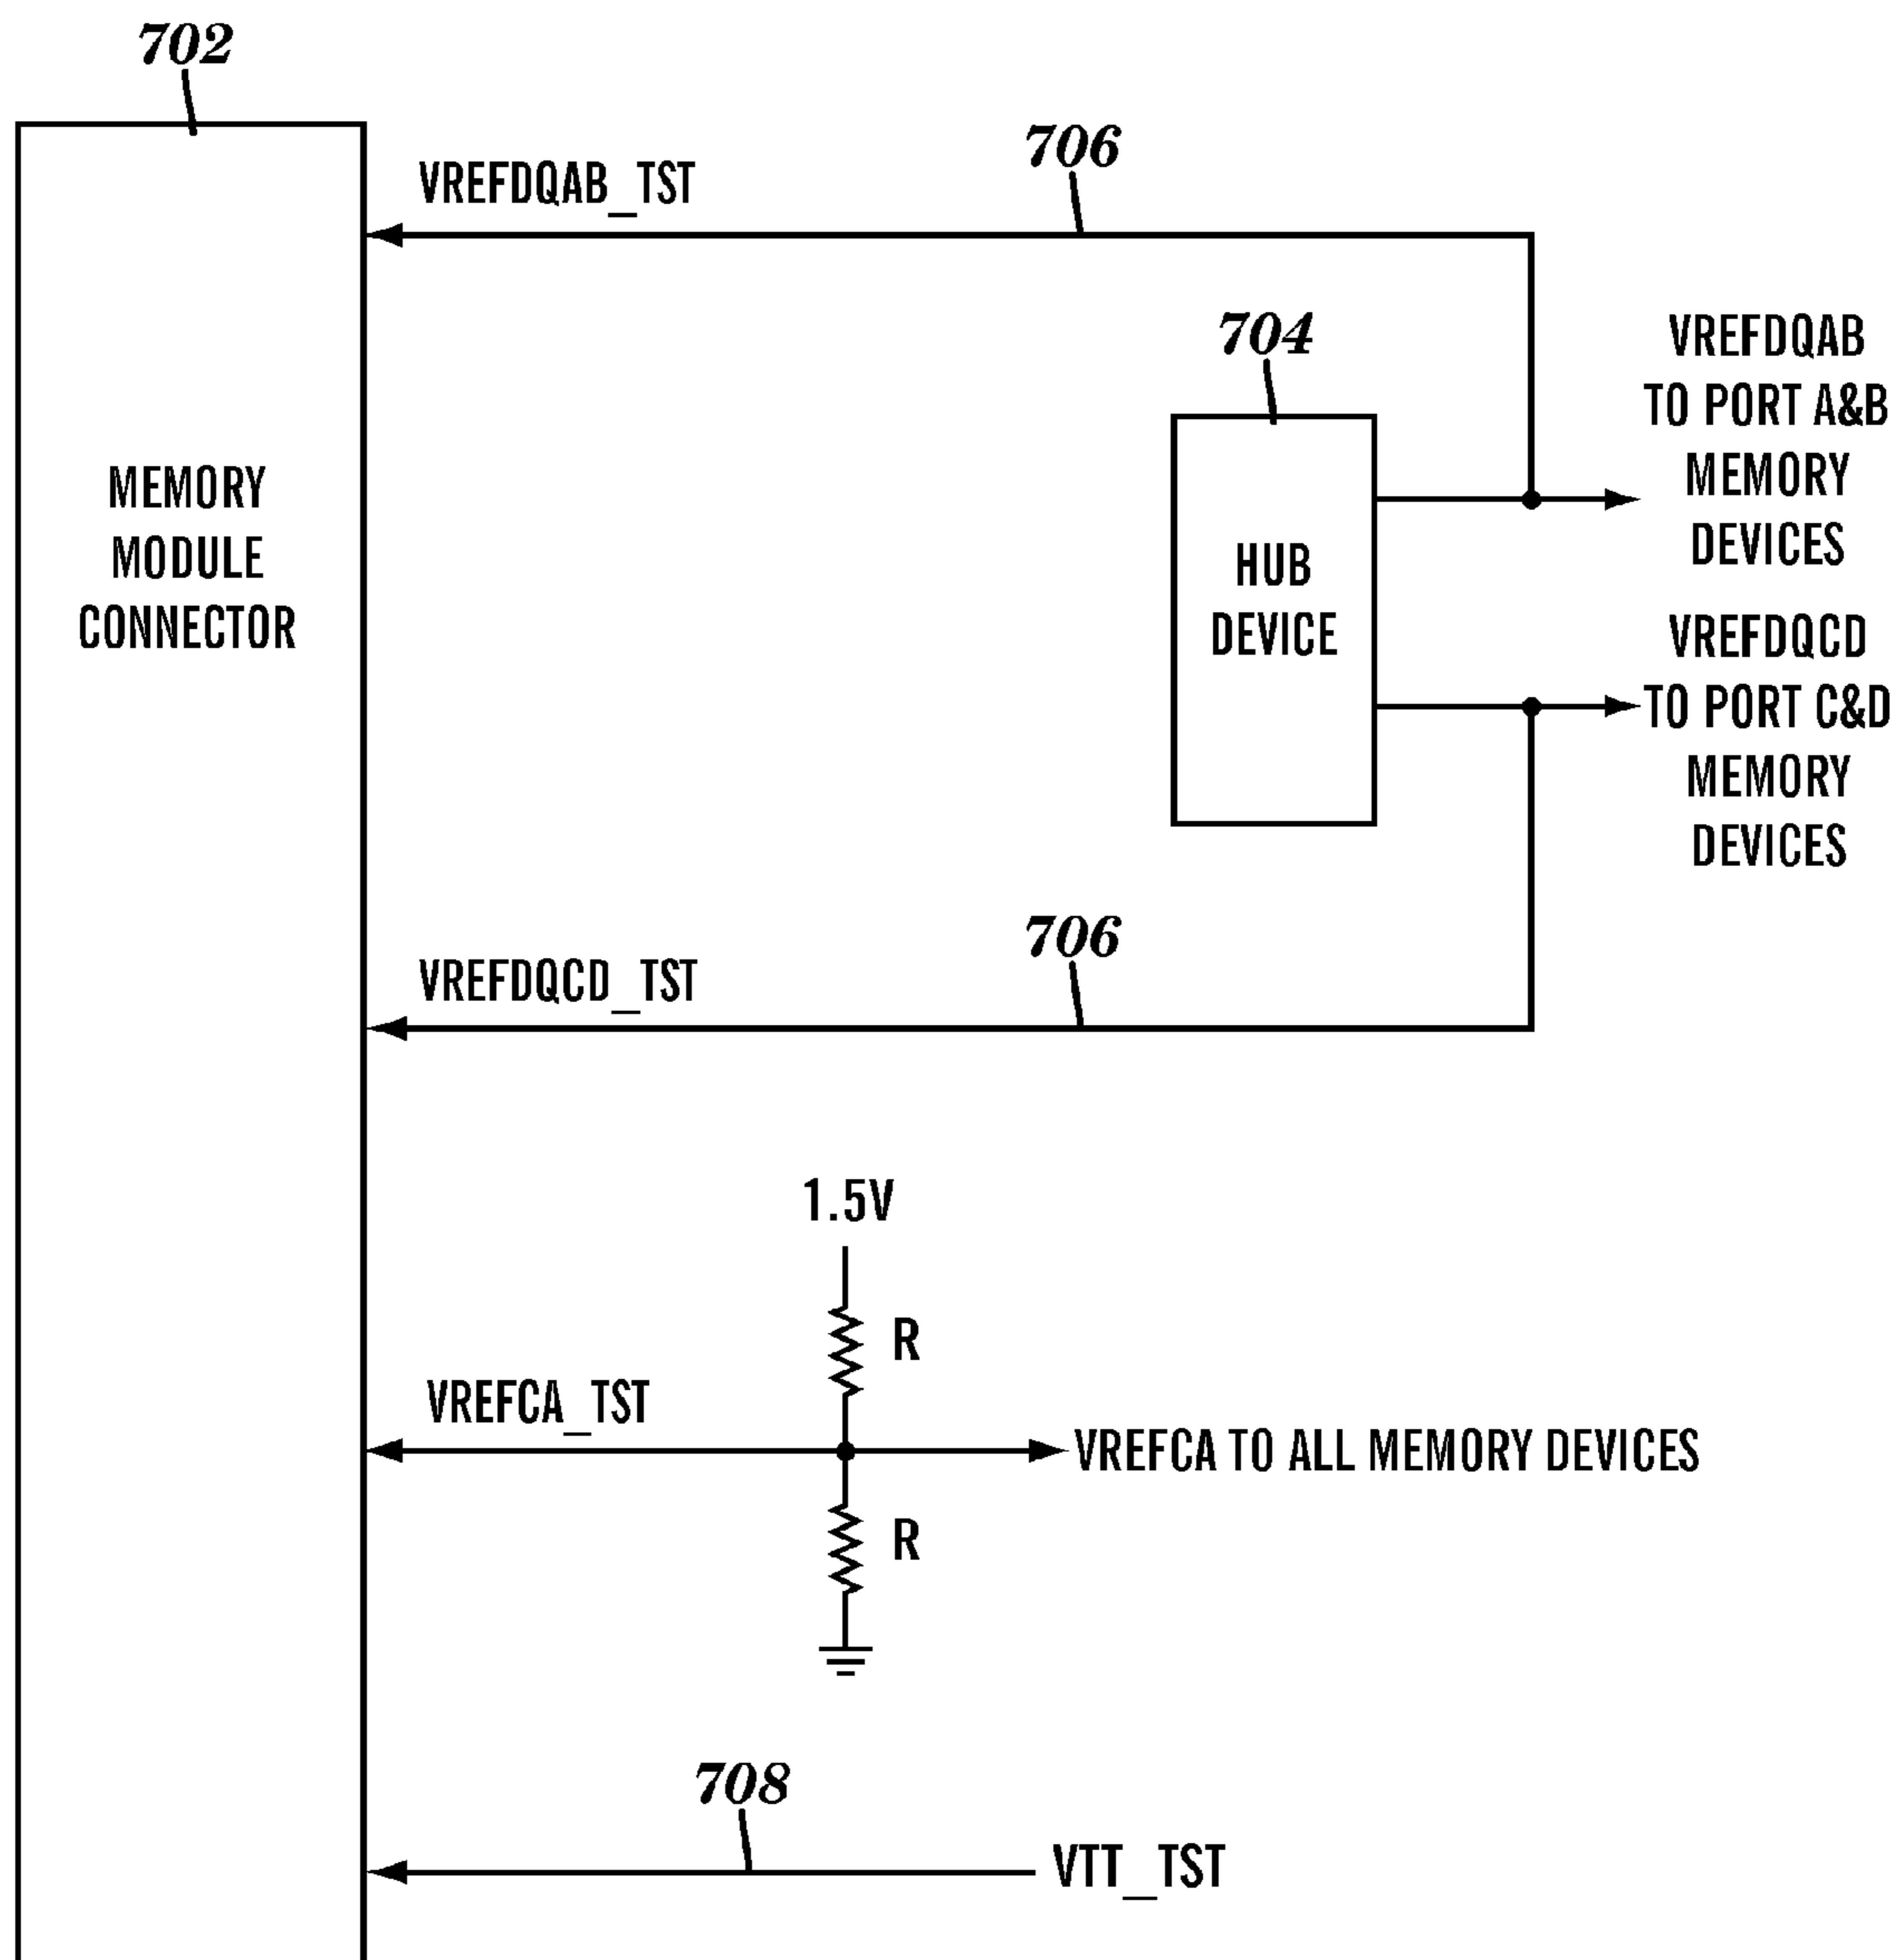 702
VREFDQAB_TST
706
704
VREFDQAB
TO PORT A&B
MEMORY
DEVICES
MEMORY
MODULE
CONNECTOR
HUB
DEVICE
VREFDQCD
TO PORT C&D
MEMORY
DEVICES
706
VREFDQCD_TST
1.5V
R
VREFCA_TST
VREFCA TO ALL MEMORY DEVICES
R
708
VTT_TST